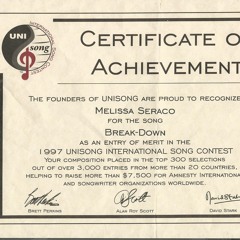 UNI
song
CERTIFICATE O
ACHIEVEMENT
THE FOUNDERS OF UNISONG ARE PROUD TO RECOGNIZE
MELISSA SERACO
FOR THE SONG
BREAK-DOWN
AS AN ENTRY OF MERIT IN THE
1997 UNISONG INTERNATIONAL SONG CONTEST
YOUR COMPOSITION PLACED IN THE TOP 300 SELECTIONS
OUT OF OVER 3,000 ENTRIES FROM MORE THAN 20 COUNTRIES,
HELPING TO RAISE MORE THAN $7,500 FOR AMNESTY INTERNATI
AND SONGWRITER ORGANIZATIONS WORLDWIDE.
BRETT PERKINS
ALAN ROY SCOTT
DAVID STARK